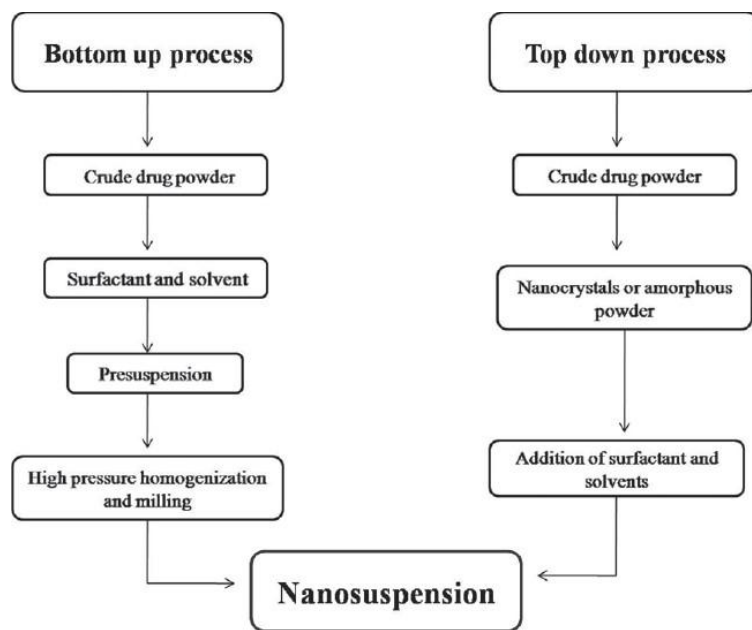 Bottom up process
Crude drug powder
Surfactant and solvent
Presuspension
High pressure homogenization
and milling
Top down process
Crude drug powder
Nanocrystals or amorphous
powder
Addition of surfactant and
solvents
Nanosuspension